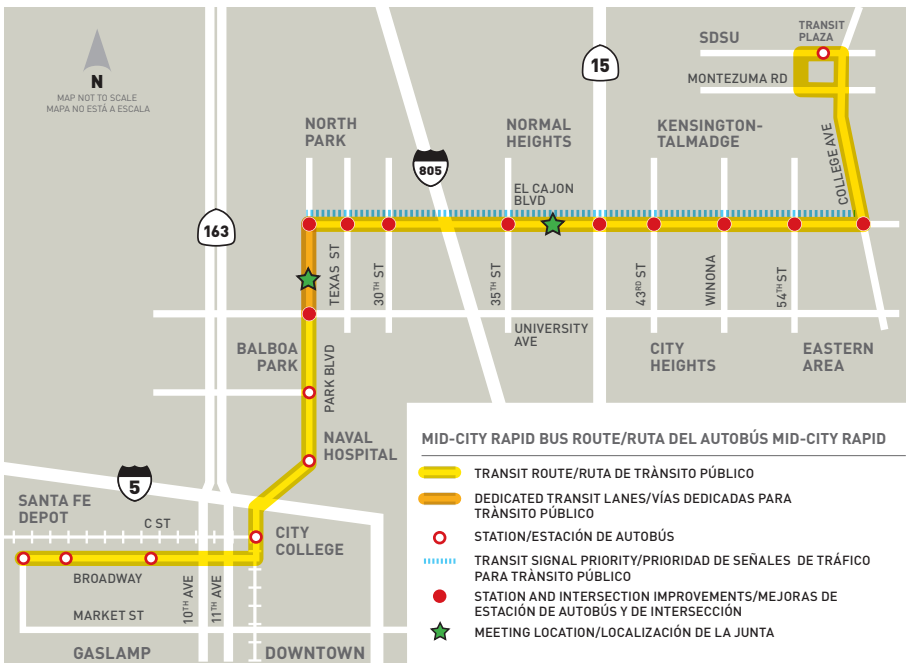 N
MAP NOT TO SCALE
MAPA NO ESTÁ A ESCALA
SDSU
TRANSIT
PLAZA
MONTEZUMA RD
15
NORTH
PARK
NORMAL
HEIGHTS
KENSINGTON-
TALMADGE
805
COLLEGE AVE
EL CAJON
BLVD
163
TEXAS ST
30TH ST
35TH ST
43RD ST
WINONA
54TH ST
UNIVERSITY
AVE
BALBOA
PARK
PARK BLVD
CITY
HEIGHTS
EASTERN
AREA
NAVAL
HOSPITAL
5
SANTA FE
DEPOT
C ST
CITY
COLLEGE
BROADWAY
10TH AVE
11TH AVE
MARKET ST
GASLAMP
DOWNTOWN
MID-CITY RAPID BUS ROUTE/RUTA DEL AUTOBÚS MID-CITY RAPID
TRANSIT ROUTE/RUTA DE TRÀNSITO PÚBLICO
DEDICATED TRANSIT LANES/VÍAS DEDICADAS PARA
TRÀNSITO PÚBLICO
STATION/ESTACIÓN DE AUTOBÚS
TRANSIT SIGNAL PRIORITY/PRIORIDAD DE SEÑALES DE TRÁFICO
PARA TRÀNSITO PÚBLICO
STATION AND INTERSECTION IMPROVEMENTS/MEJORAS DE
ESTACIÓN DE AUTOBÚS Y DE INTERSECCIÓN
MEETING LOCATION/LOCALIZACIÓN DE LA JUNTA